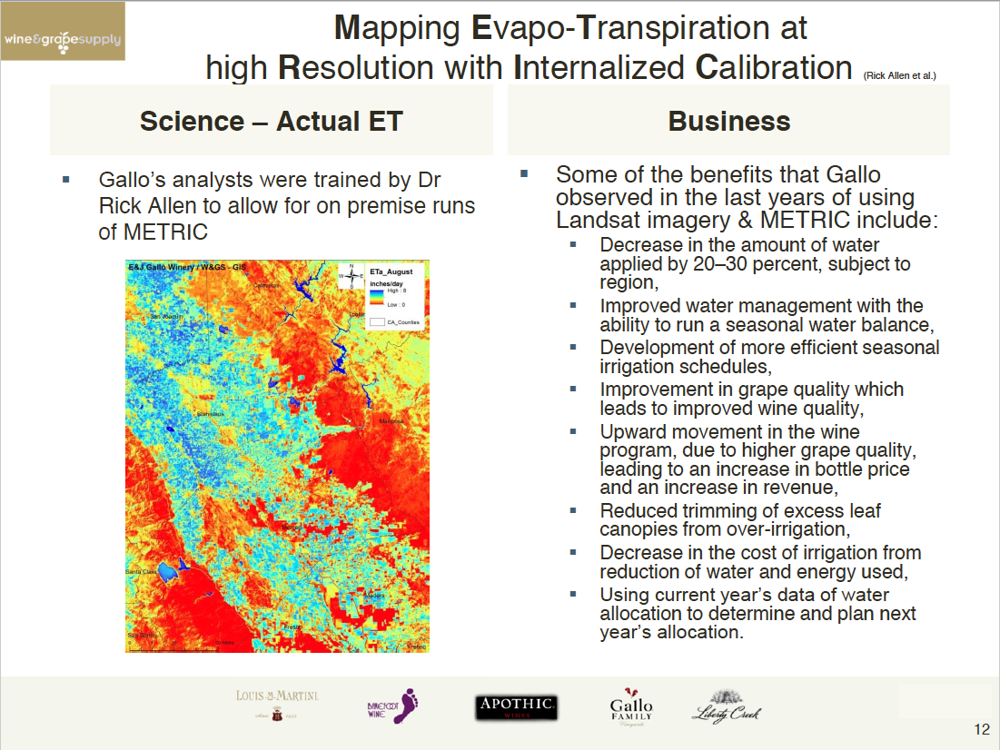 wine&grapesupply
Mapping Evapo-Transpiration at
high Resolution with Internalized Calibration (Rick Allen et al.)
Science – Actual ET
▪ Gallo’s analysts were trained by Dr
Rick Allen to allow for on premise runs
of METRIC
E&J Gallo Winery / W&GS - GIS
N
W E
S
ETa_August
inches/day
High : 8
Low : 0
CA_Counties
Calaveras
San Joaquin
Stanislaus
Mariposa
Merced
Santa Clara
Madera
Fresno
San Benito
Fresno
Business
▪ Some of the benefits that Gallo
observed in the last years of using
Landsat imagery & METRIC include:
▪ Decrease in the amount of water
applied by 20–30 percent, subject to
region,
▪ Improved water management with the
ability to run a seasonal water balance,
▪ Development of more efficient seasonal
irrigation schedules,
▪ Improvement in grape quality which
leads to improved wine quality,
▪ Upward movement in the wine
program, due to higher grape quality,
leading to an increase in bottle price
and an increase in revenue,
▪ Reduced trimming of excess leaf
canopies from over-irrigation,
▪ Decrease in the cost of irrigation from
reduction of water and energy used,
▪ Using current year’s data of water
allocation to determine and plan next
year’s allocation.
LOUIS M. MARTINI
BAREFOOT
WINE
APOTHIC
WINES
Gallo
FAMILY
Vineyards
Liberty Creek
12